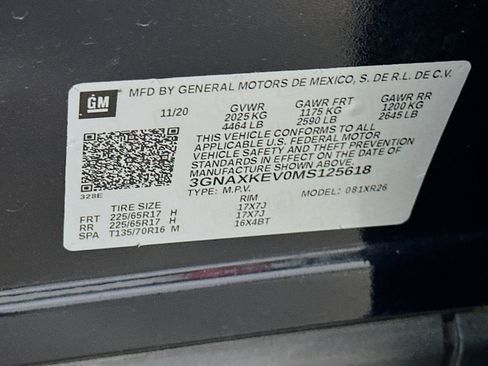 MFD BY GENERAL MOTORS DE MEXICO, S. DE R.L. DE C.V.
GM
11/20 GVWR GAWR FRT GAWR RR
2025 KG 1175 KG 1200 KG
4464 LB 2590 LB 2645 LB
THIS VEHICLE CONFORMS TO ALL
APPLICABLE U.S. FEDERAL MOTOR
VEHICLE SAFETY AND THEFT PREVENTION
STANDARDS IN EFFECT ON THE DATE OF
MANUFACTURE SHOWN ABOVE.
3GNAXKEV0MS125618
TYPE: M.P.V. MODEL: 081XR26
328E
TIRE SIZE RIM
FRT 225/65R17 H 17X7J
RR 225/65R17 H 17X7J
SPA T135/70R16 M 16X4BT